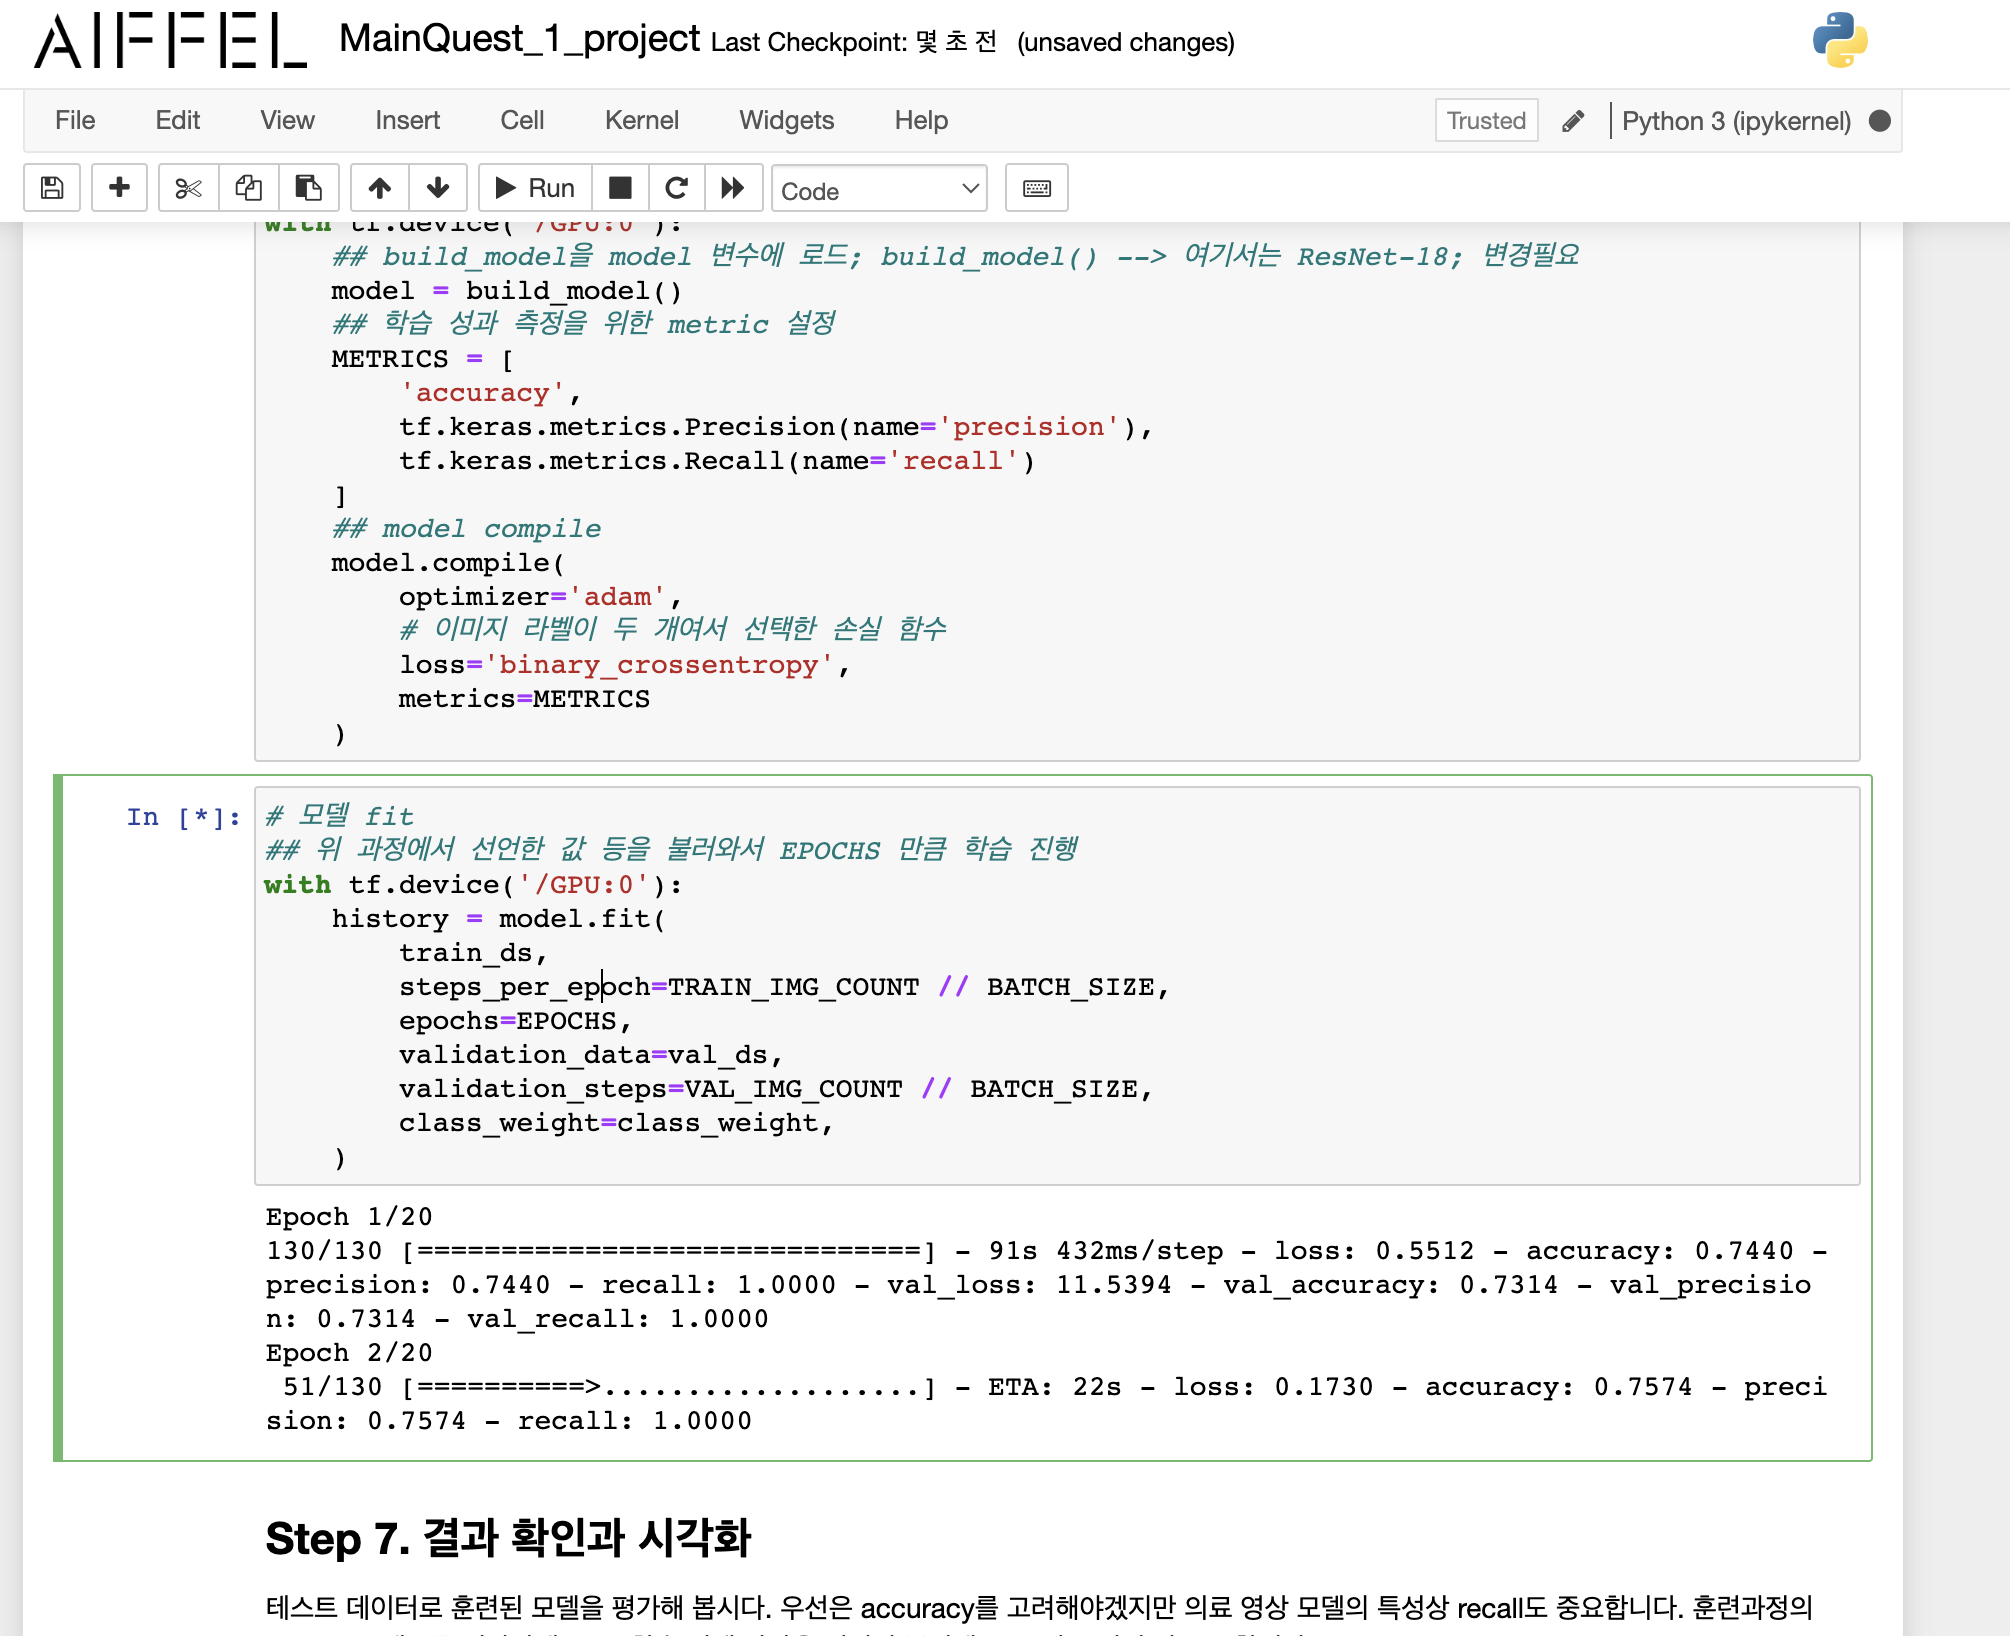 AIFFEL MainQuest_1_project Last Checkpoint: 몇 초 전 (unsaved changes)
File Edit View Insert Cell Kernel Widgets Help Trusted Python 3 (ipykernel)
Run Code
with tf.device('/GPU:0'):
## build_model을 model 변수에 로드; build_model() --> 여기서는 ResNet-18; 변경필요
model = build_model()
## 학습 성과 측정을 위한 metric 설정
METRICS = [
'accuracy',
tf.keras.metrics.Precision(name='precision'),
tf.keras.metrics.Recall(name='recall')
]
## model compile
model.compile(
optimizer='adam',
# 이미지 라벨이 두 개여서 선택한 손실 함수
loss='binary_crossentropy',
metrics=METRICS
)
In [*]: # 모델 fit
## 위 과정에서 선언한 값 등을 불러와서 EPOCHS 만큼 학습 진행
with tf.device('/GPU:0'):
history = model.fit(
train_ds,
steps_per_epoch=TRAIN_IMG_COUNT // BATCH_SIZE,
epochs=EPOCHS,
validation_data=val_ds,
validation_steps=VAL_IMG_COUNT // BATCH_SIZE,
class_weight=class_weight,
)
Epoch 1/20
130/130 [==============================] - 91s 432ms/step - loss: 0.5512 - accuracy: 0.7440 -
precision: 0.7440 - recall: 1.0000 - val_loss: 11.5394 - val_accuracy: 0.7314 - val_precisio
n: 0.7314 - val_recall: 1.0000
Epoch 2/20
51/130 [==========>...................] - ETA: 22s - loss: 0.1730 - accuracy: 0.7574 - preci
sion: 0.7574 - recall: 1.0000
Step 7. 결과 확인과 시각화
테스트 데이터로 훈련된 모델을 평가해 봅시다. 우선은 accuracy를 고려해야겠지만 의료 영상 모델의 특성상 recall도 중요합니다. 훈련과정의